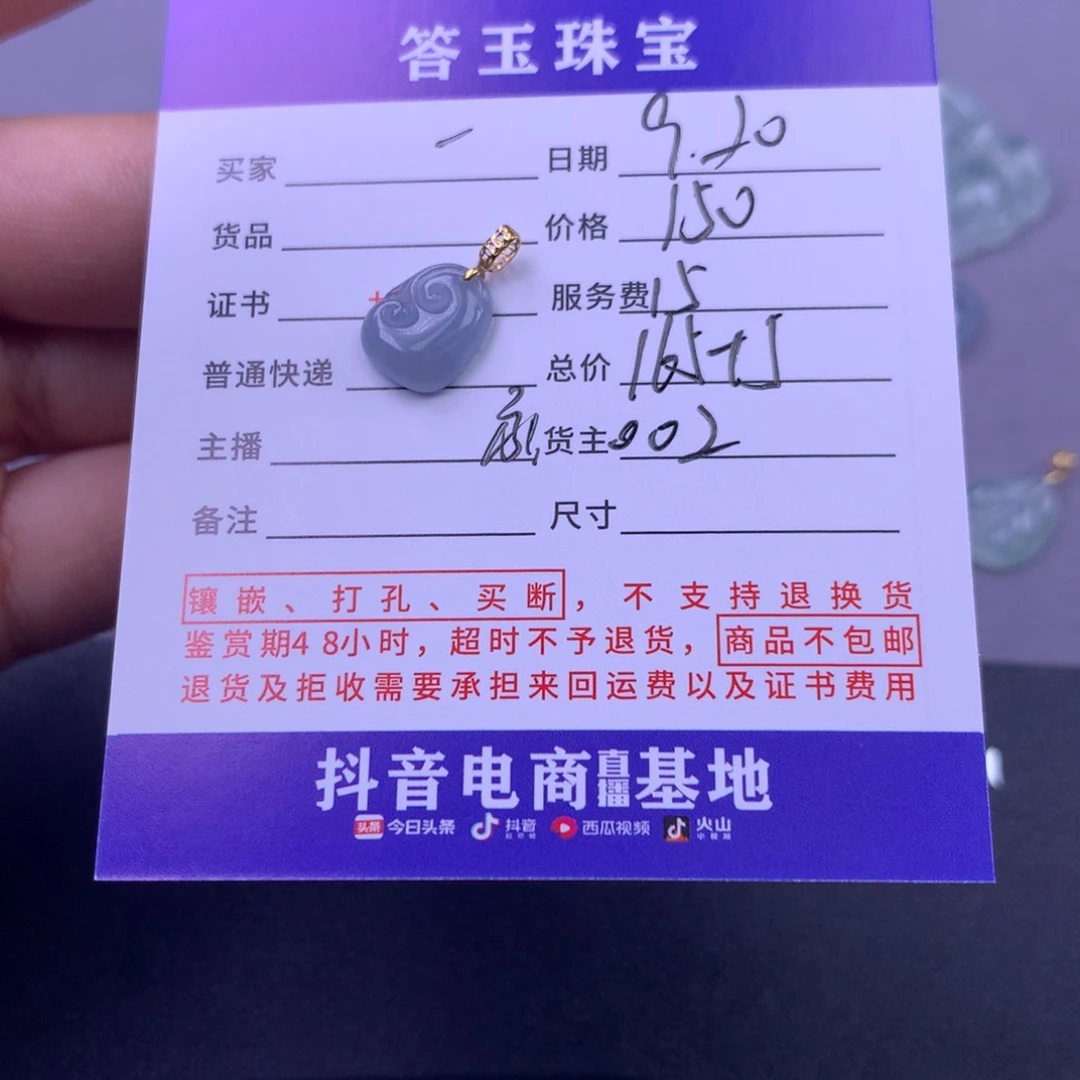 答玉珠宝
买家 一 日期 9.20
货品 价格 150
证书 服务费 15
普通快递 总价
主播 货主 902
备注 尺寸
镶嵌、打孔、买断，不支持退换货
鉴赏期48小时，超时不予退货，商品不包邮
退货及拒收需要承担来回运费以及证书费用
抖音电商直播基地
头条 今日头条 抖音 西瓜视频 火山